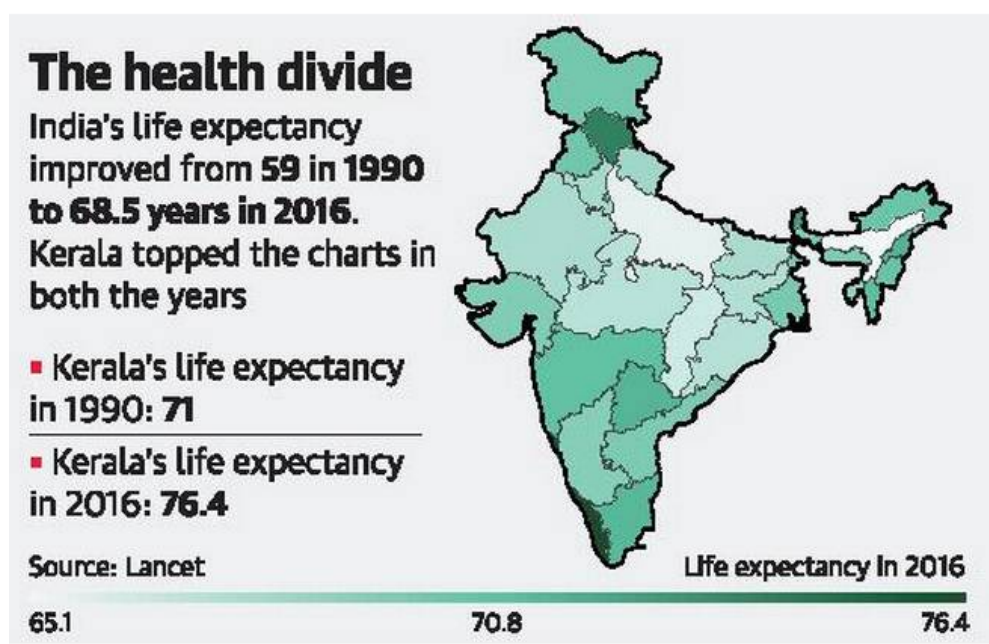 The health divide
India's life expectancy
improved from 59 in 1990
to 68.5 years in 2016.
Kerala topped the charts in
both the years
Kerala's life expectancy
in 1990: 71
Kerala's life expectancy
in 2016: 76.4
Source: Lancet
Life expectancy in 2016
65.1
70.8
76.4